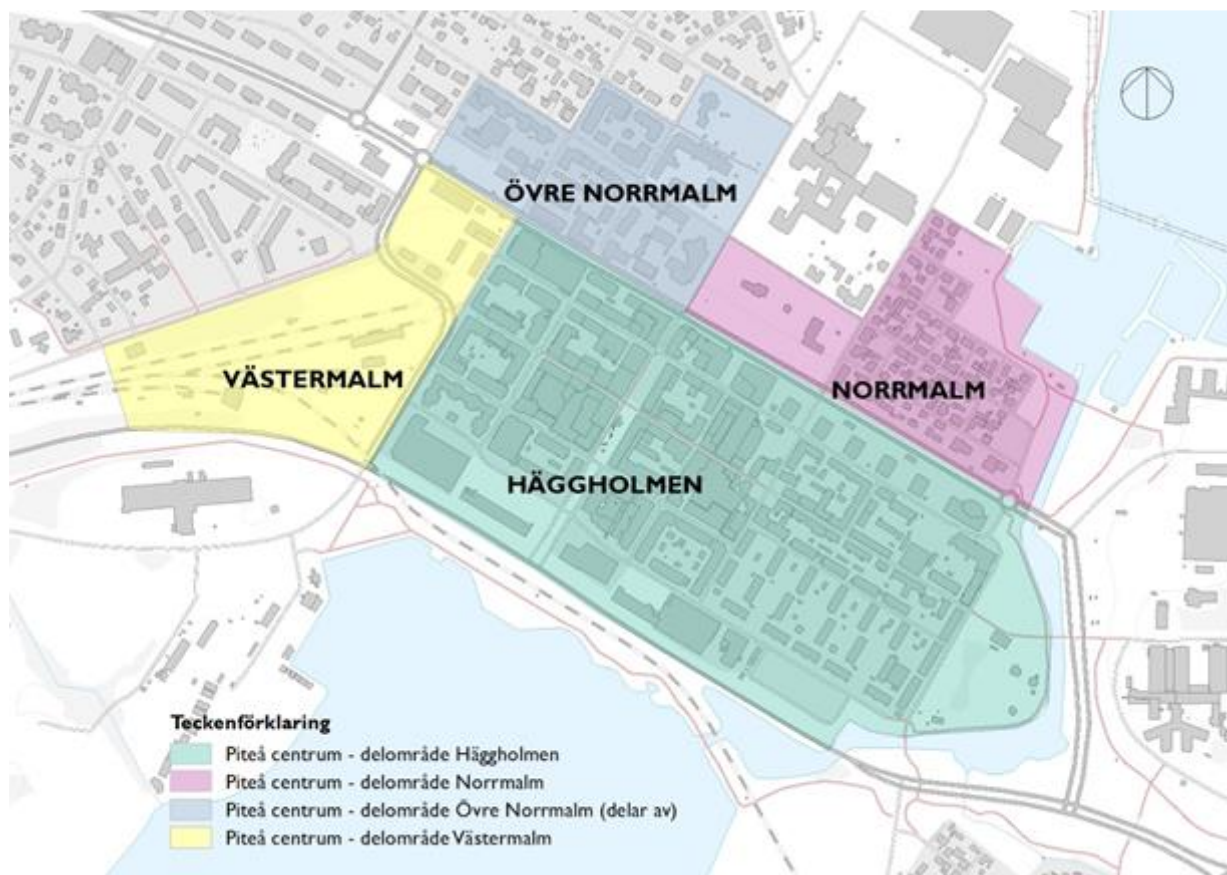 ÖVRE NORRMALM
VÄSTERMALM
NORRMALM
HÄGGHOLMEN
Teckenförklaring
Piteå centrum - delområde Häggholmen
Piteå centrum - delområde Norrmalm
Piteå centrum - delområde Övre Norrmalm (delar av)
Piteå centrum - delområde Västermalm